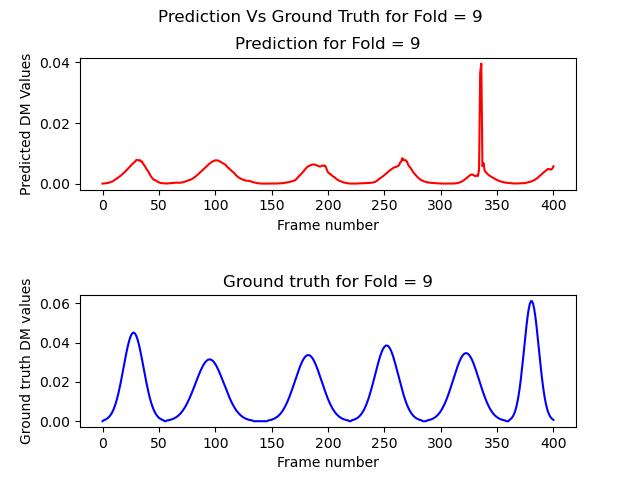 Prediction Vs Ground Truth for Fold = 9
Prediction for Fold = 9
Predicted DM Values
0.04
0.02
0.00
0 50 100 150 200 250 300 350 400
Frame number
Ground truth for Fold = 9
Ground truth DM values
0.06
0.04
0.02
0.00
0 50 100 150 200 250 300 350 400
Frame number